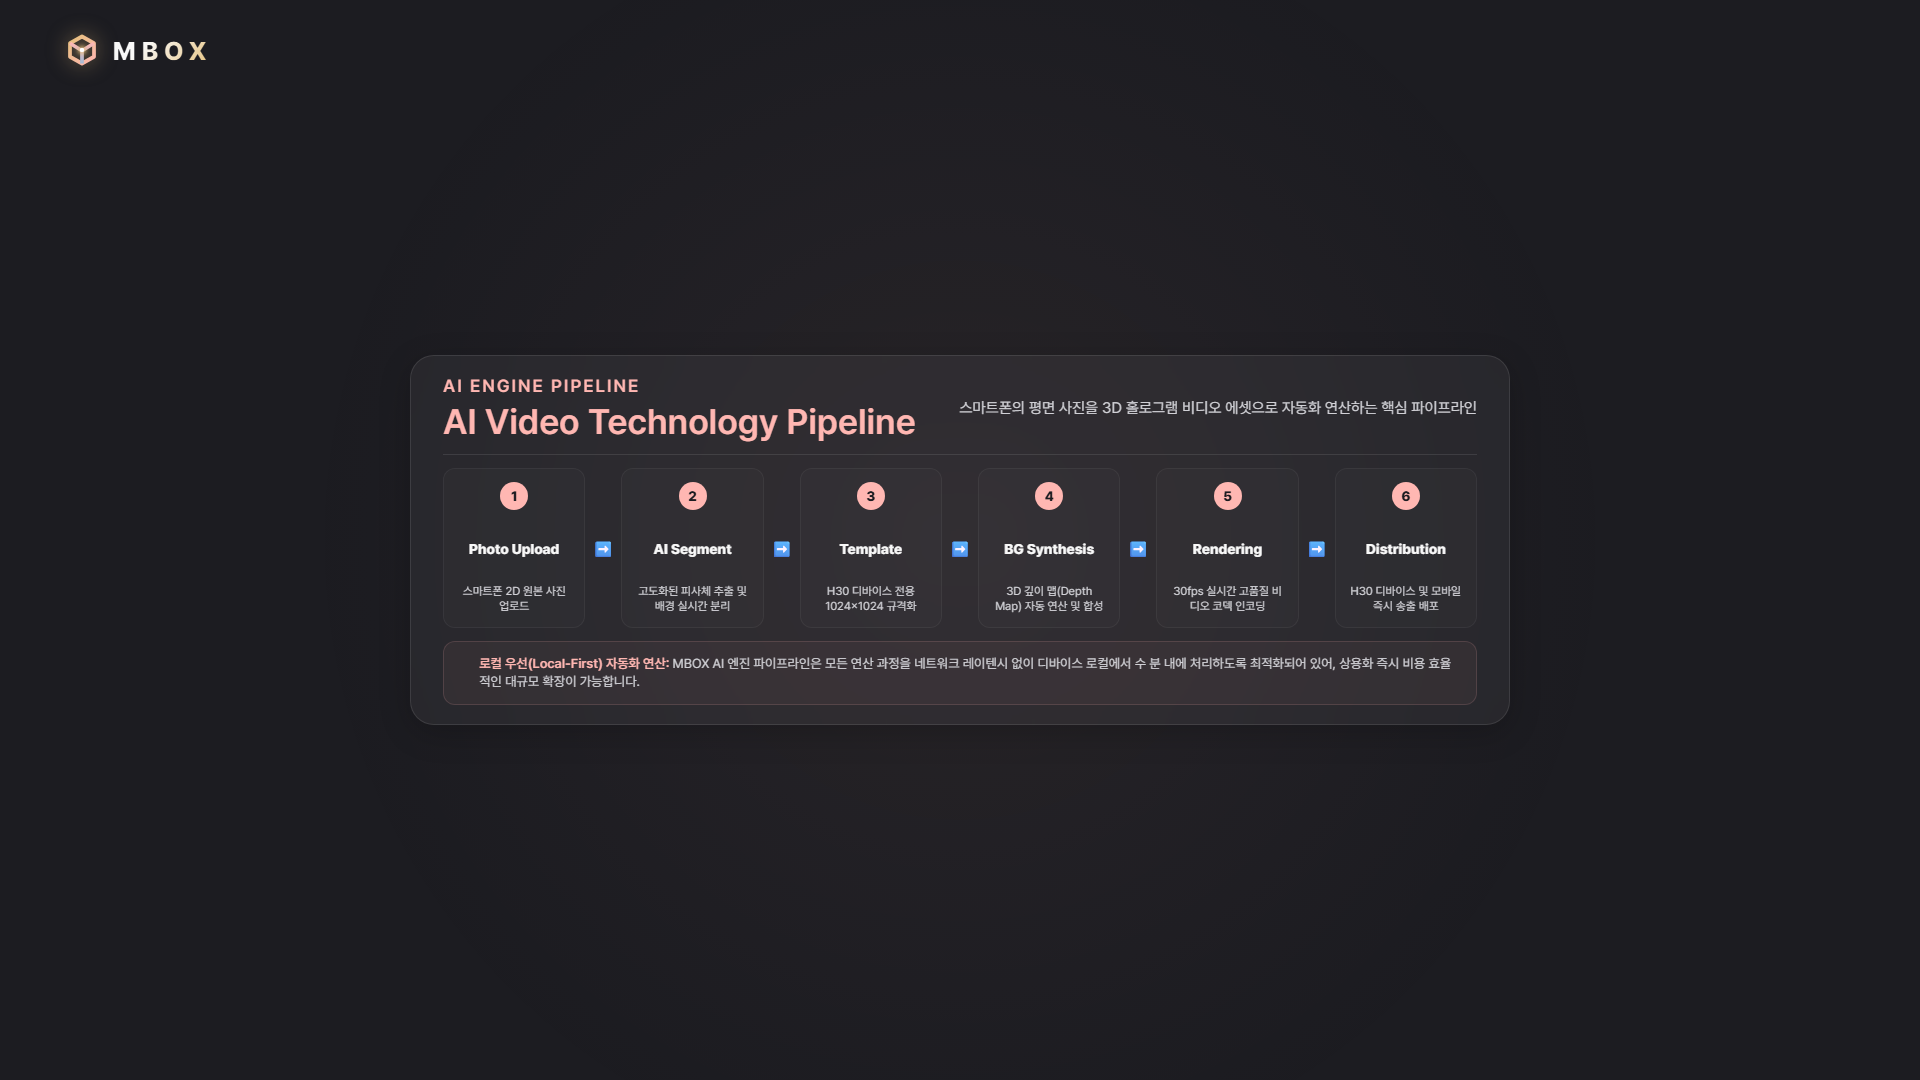 MBOX
AI ENGINE PIPELINE
AI Video Technology Pipeline
스마트폰의 평면 사진을 3D 홀로그램 비디오 에셋으로 자동화 연산하는 핵심 파이프라인
1
Photo Upload
스마트폰 2D 원본 사진
업로드
2
AI Segment
고도화된 피사체 추출 및
배경 실시간 분리
3
Template
H30 디바이스 전용
1024×1024 규격화
4
BG Synthesis
3D 깊이 맵(Depth
Map) 자동 연산 및 합성
5
Rendering
30fps 실시간 고품질 비
디오 코덱 인코딩
6
Distribution
H30 디바이스 및 모바일
즉시 송출 배포
로컬 우선(Local-First) 자동화 연산: MBOX AI 엔진 파이프라인은 모든 연산 과정을 네트워크 레이텐시 없이 디바이스 로컬에서 수 분 내에 처리하도록 최적화되어 있어, 상용화 즉시 비용 효율
적인 대규모 확장이 가능합니다.